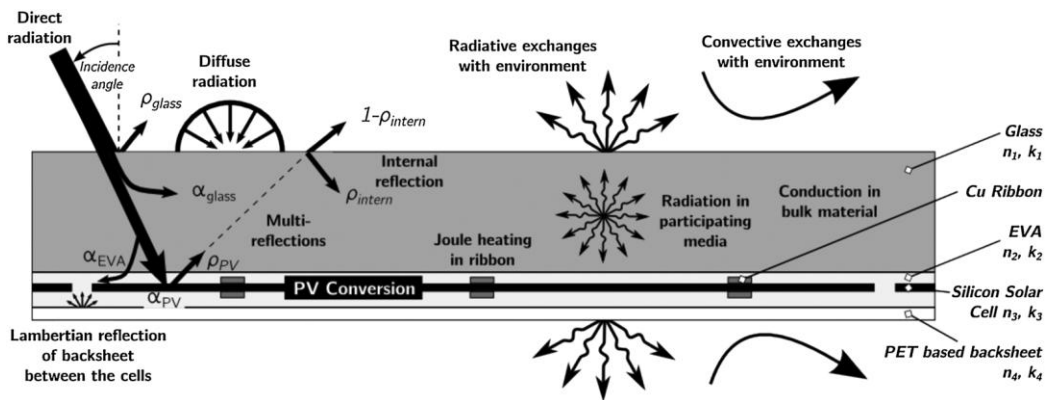 Direct
radiation
Incidence
angle
ρglass
Diffuse
radiation
1-ρintern
Radiative exchanges
with environment
Convective exchanges
with environment
Glass
n1, k1
Internal
reflection
ρintern
αglass
Multi-
reflections
Radiation in
participating
media
Conduction in
bulk material
Cu Ribbon
EVA
n2, k2
αEVA
ρPV
Joule heating
in ribbon
αPV
PV Conversion
Silicon Solar
Cell n3, k3
Lambertian reflection
of backsheet
between the cells
PET based backsheet
n4, k4